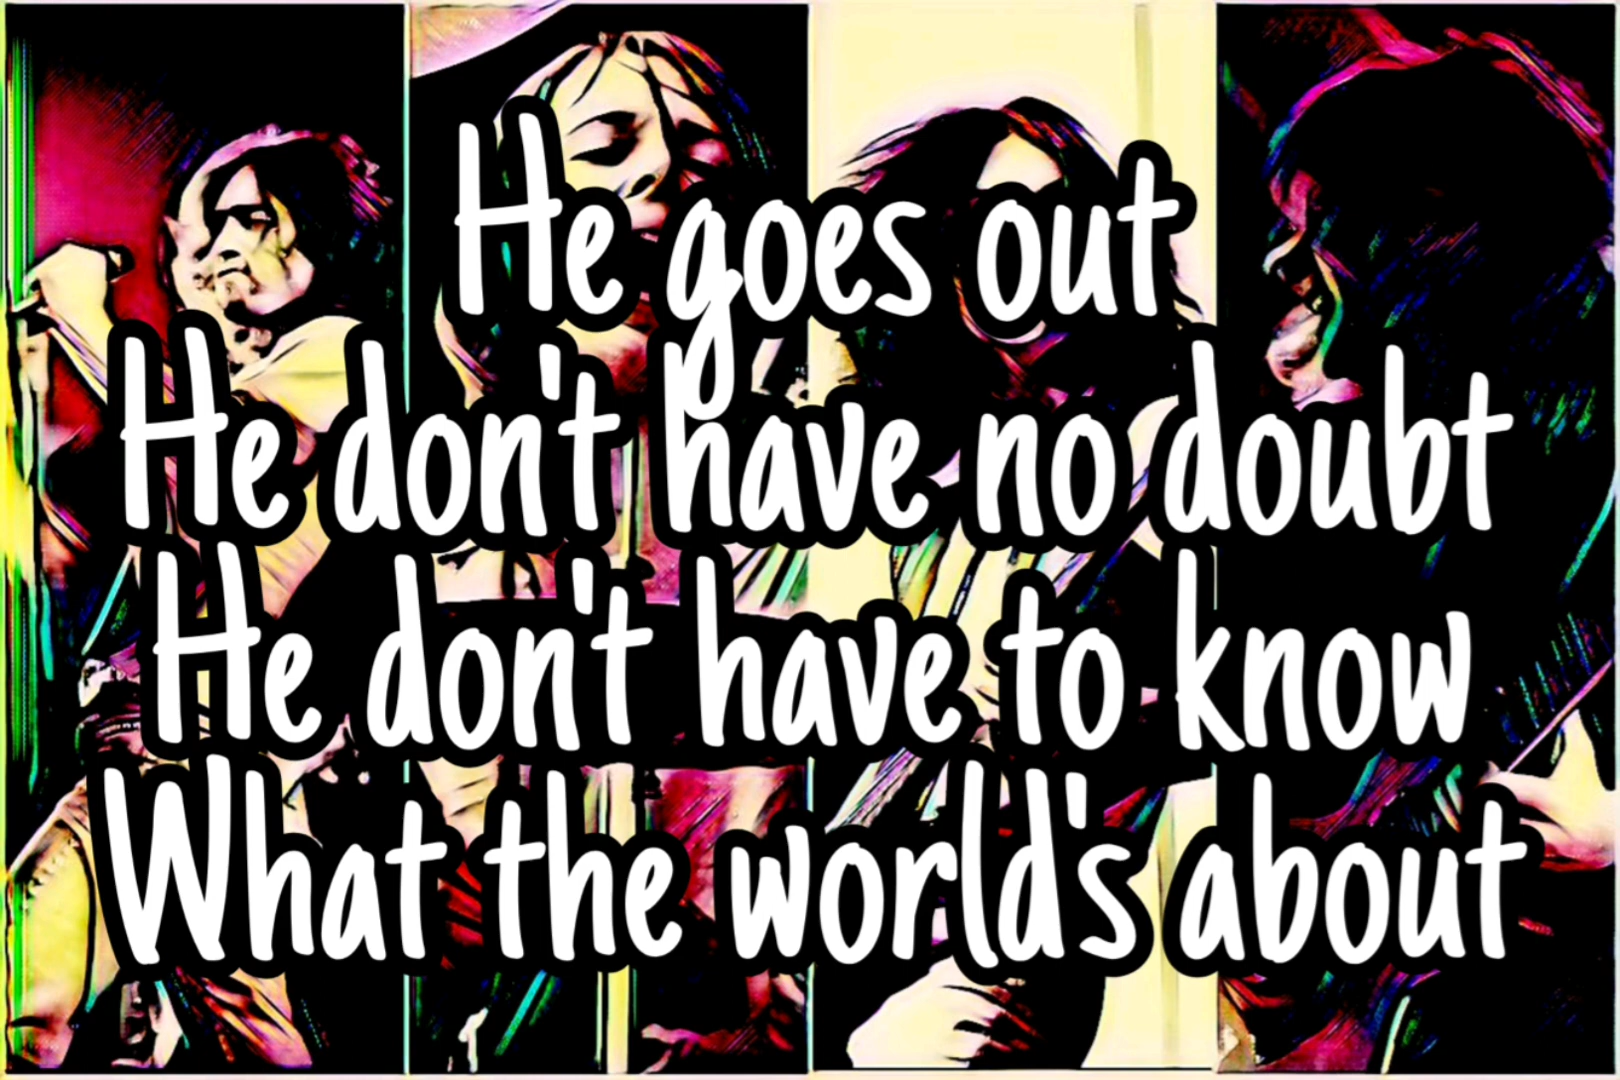 He goes out
He don't have no doubt
He don't have to know
What the world's about